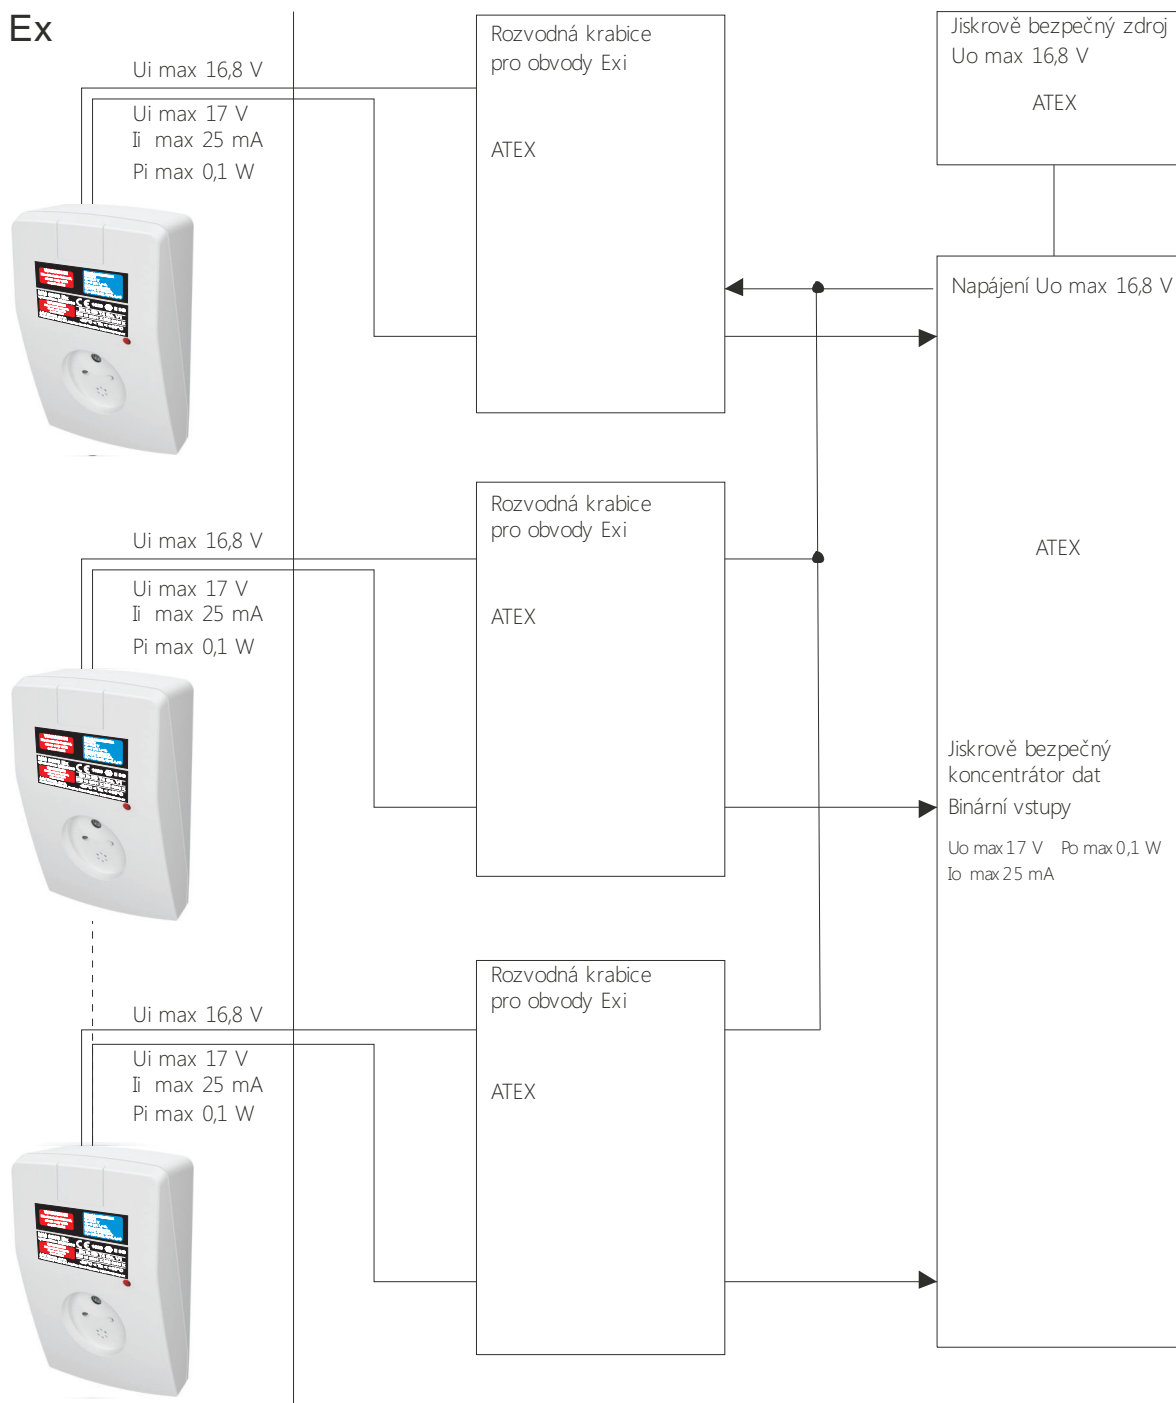 Ex
Ui max 16,8 V
Ui max 17 V
Ii max 25 mA
Pi max 0,1 W
Rozvodná krabice
pro obvody Exi
ATEX
Jiskrově bezpečný zdroj
Uo max 16,8 V
ATEX
Napájení Uo max 16,8 V
Ui max 16,8 V
Ui max 17 V
Ii max 25 mA
Pi max 0,1 W
Rozvodná krabice
pro obvody Exi
ATEX
ATEX
Jiskrově bezpečný
koncentrátor dat
Binární vstupy
Uo max 17 V Po max 0,1 W
Io max 25 mA
Ui max 16,8 V
Ui max 17 V
Ii max 25 mA
Pi max 0,1 W
Rozvodná krabice
pro obvody Exi
ATEX